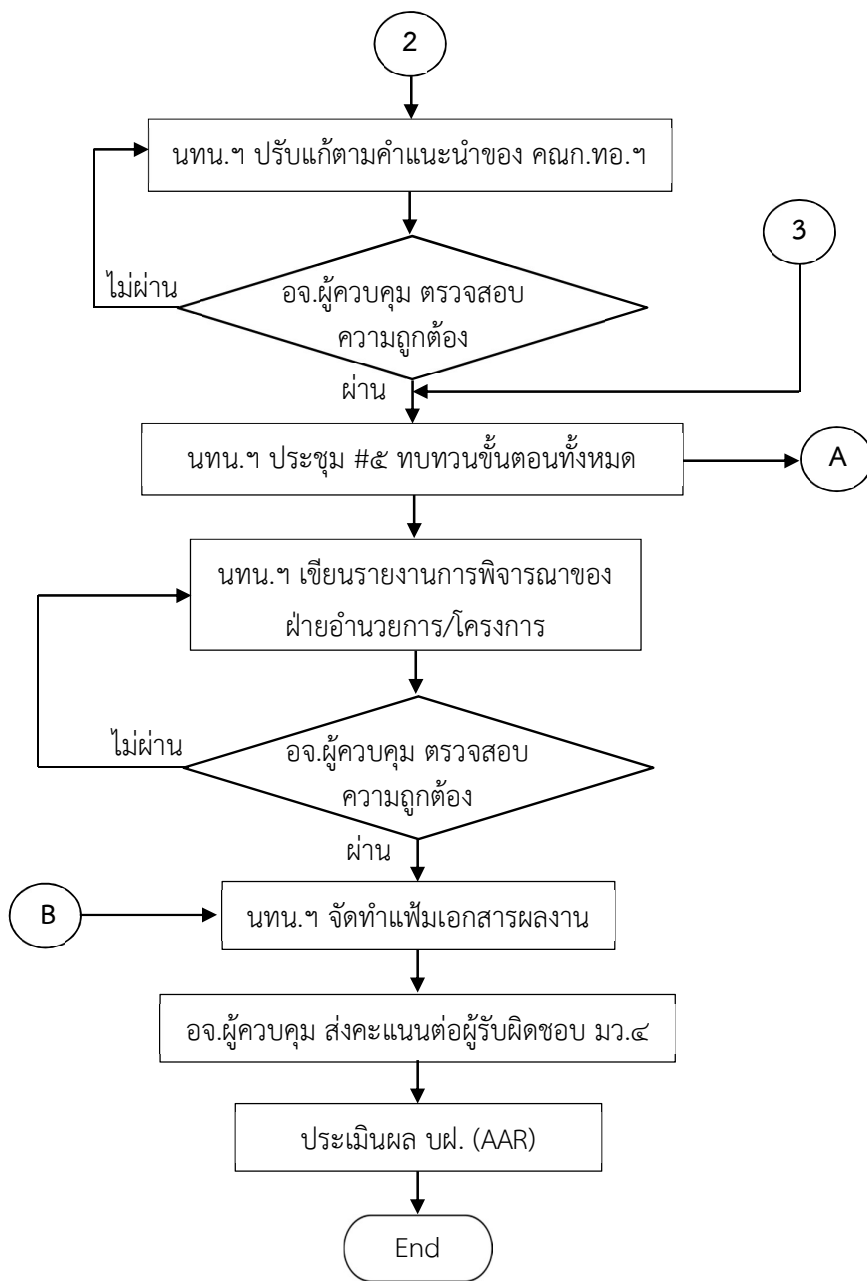 2
นทน.ฯ ปรับแก้ตามคำแนะนำของ คณก.ทอ.ฯ
3
ไม่ผ่าน
อจ.ผู้ควบคุม ตรวจสอบ
ความถูกต้อง
ผ่าน
นทน.ฯ ประชุม #๕ ทบทวนขั้นตอนทั้งหมด
A
นทน.ฯ เขียนรายงานการพิจารณาของ
ฝ่ายอำนวยการ/โครงการ
ไม่ผ่าน
อจ.ผู้ควบคุม ตรวจสอบ
ความถูกต้อง
ผ่าน
B
นทน.ฯ จัดทำแฟ้มเอกสารผลงาน
อจ.ผู้ควบคุม ส่งคะแนนต่อผู้รับผิดชอบ มว.๔
ประเมินผล บฝ. (AAR)
End